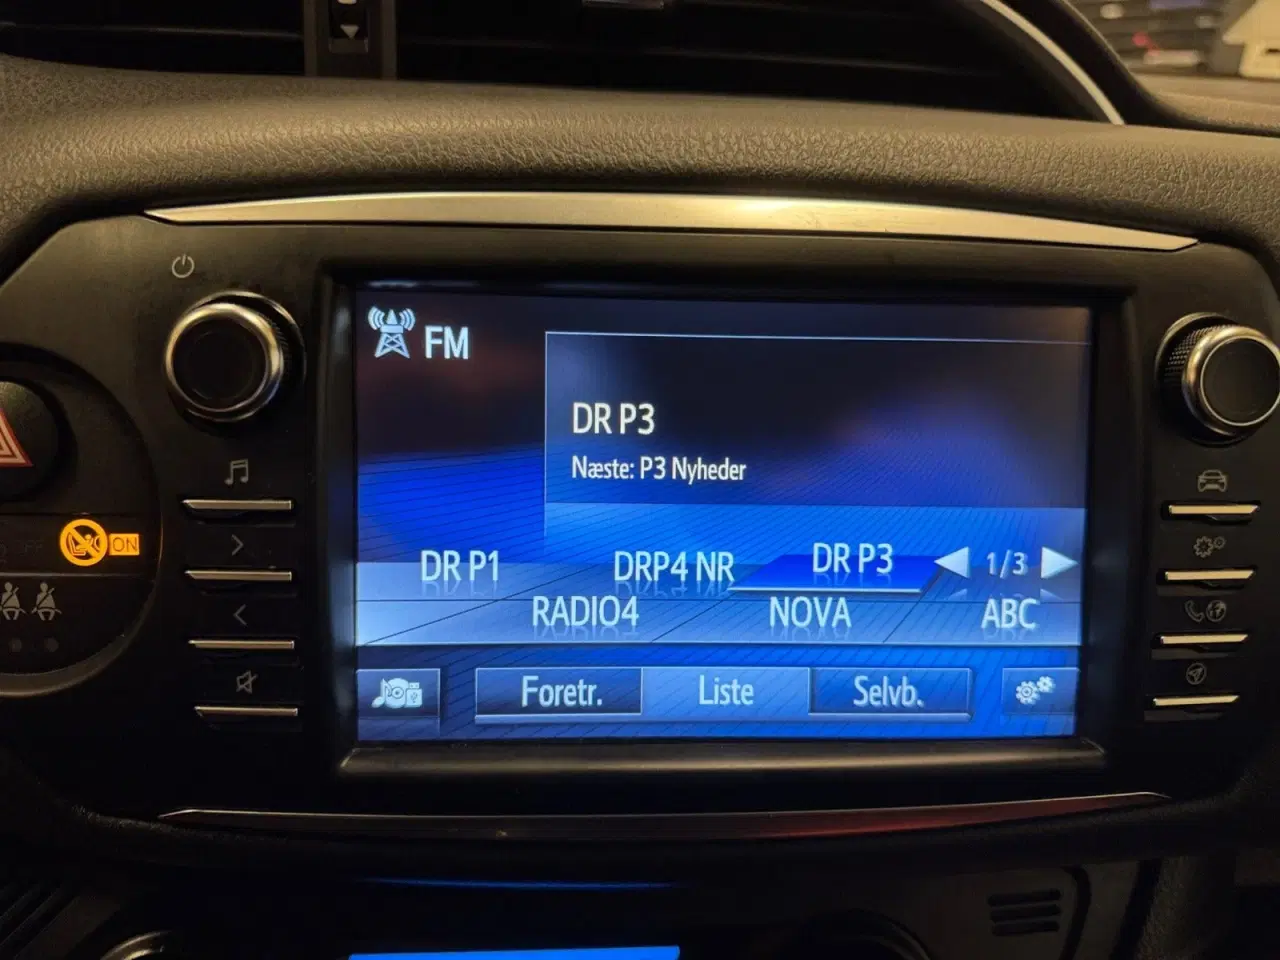 FM
DR P3
Næste: P3 Nyheder
DR P1 DRP4 NR DR P3 1/3
RADIO4 NOVA ABC
ON
Foretr. Liste Selvb.